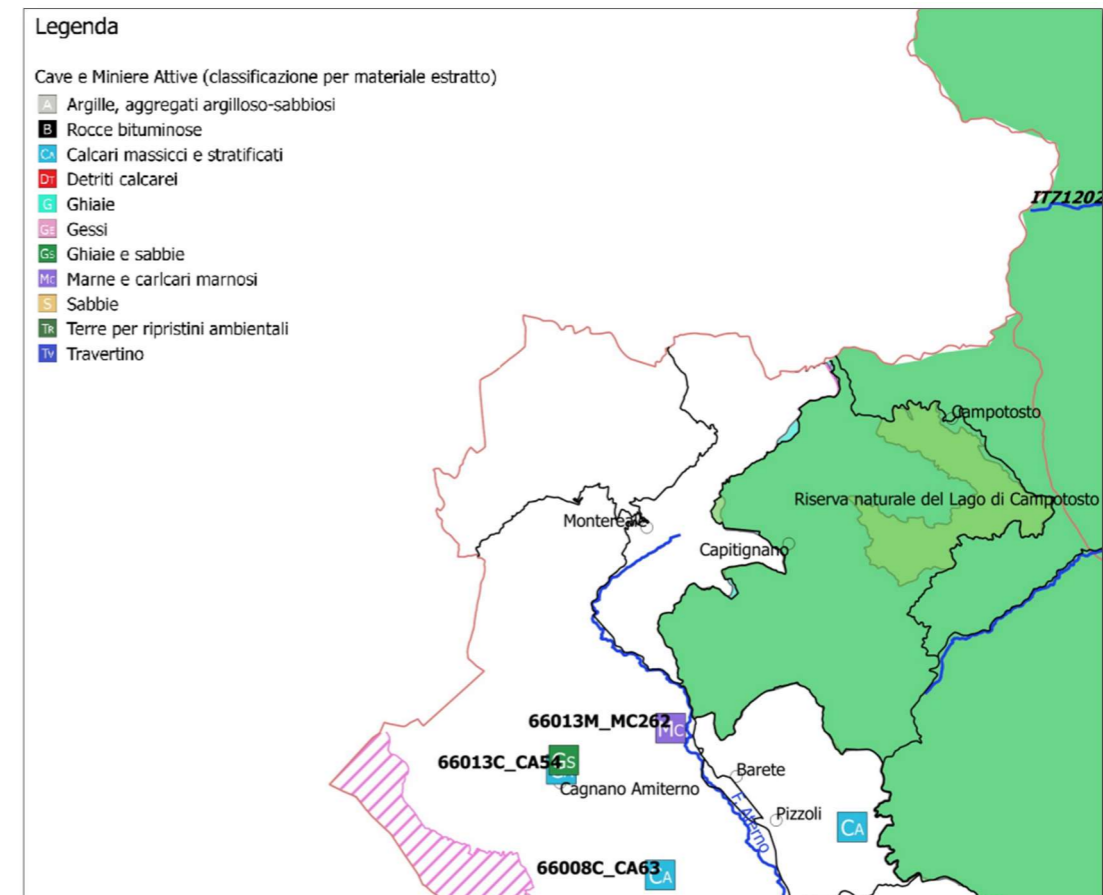 Legenda
Cave e Miniere Attive (classificazione per materiale estratto)
A Argille, aggregati argilloso-sabbiosi
B Rocce bituminose
CA Calcari massicci e stratificati
DT Detriti calcarei
G Ghiaie
GE Gessi
GS Ghiaie e sabbie
MC Marne e carlcari marnosi
S Sabbie
TR Terre per ripristini ambientali
TV Travertino
IT71202
Campotosto
Riserva naturale del Lago di Campotosto
Montereale
Capitignano
66013M_MC262 MC
66013C_CA54 GS
Cagnano Amiterno
Barete
F. Aterno
Pizzoli
CA
66008C_CA63 CA